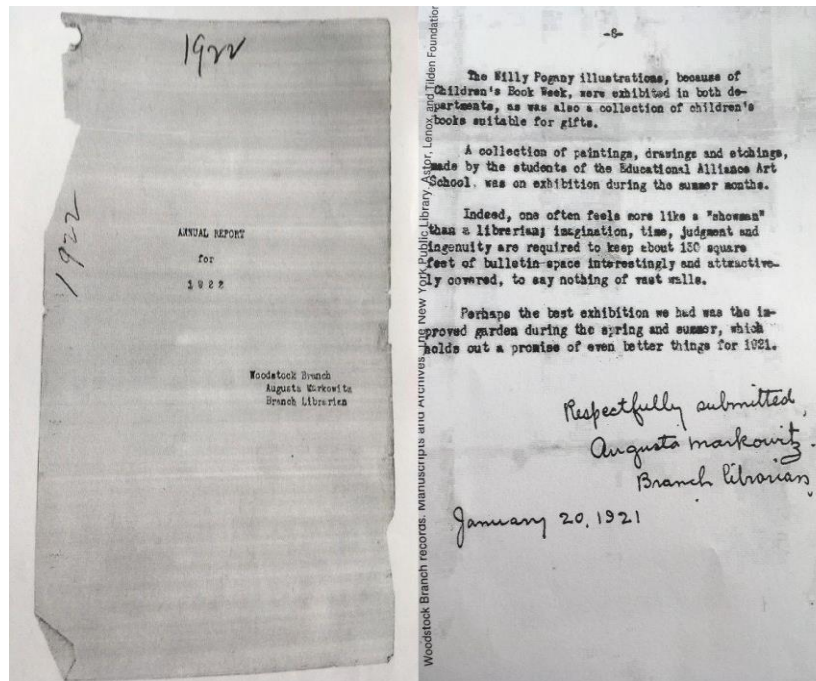 1922
1922
ANNUAL REPORT
for
1922
Woodstock Branch
Augusta Markowitz
Branch Librarian
Woodstock Branch records. Manuscripts and Archives. The New York Public Library. Astor, Lenox, and Tilden Foundation
-8-
The Willy Pogany illustrations, because of
Children's Book Week, were exhibited in both de-
partments, as was also a collection of children's
books suitable for gifts.
A collection of paintings, drawings and etchings,
made by the students of the Educational Alliance Art
School, was on exhibition during the summer months.
Indeed, one often feels more like a "showman"
than a librarian; imagination, time, judgment and
ingenuity are required to keep about 130 square
feet of bulletin space interestingly and attractive-
ly covered, to say nothing of vast walls.
Perhaps the best exhibition we had was the im-
proved garden during the spring and summer, which
holds out a promise of even better things for 1921.
Respectfully submitted,
Augusta Markowitz.
Branch librarian,
January 20, 1921